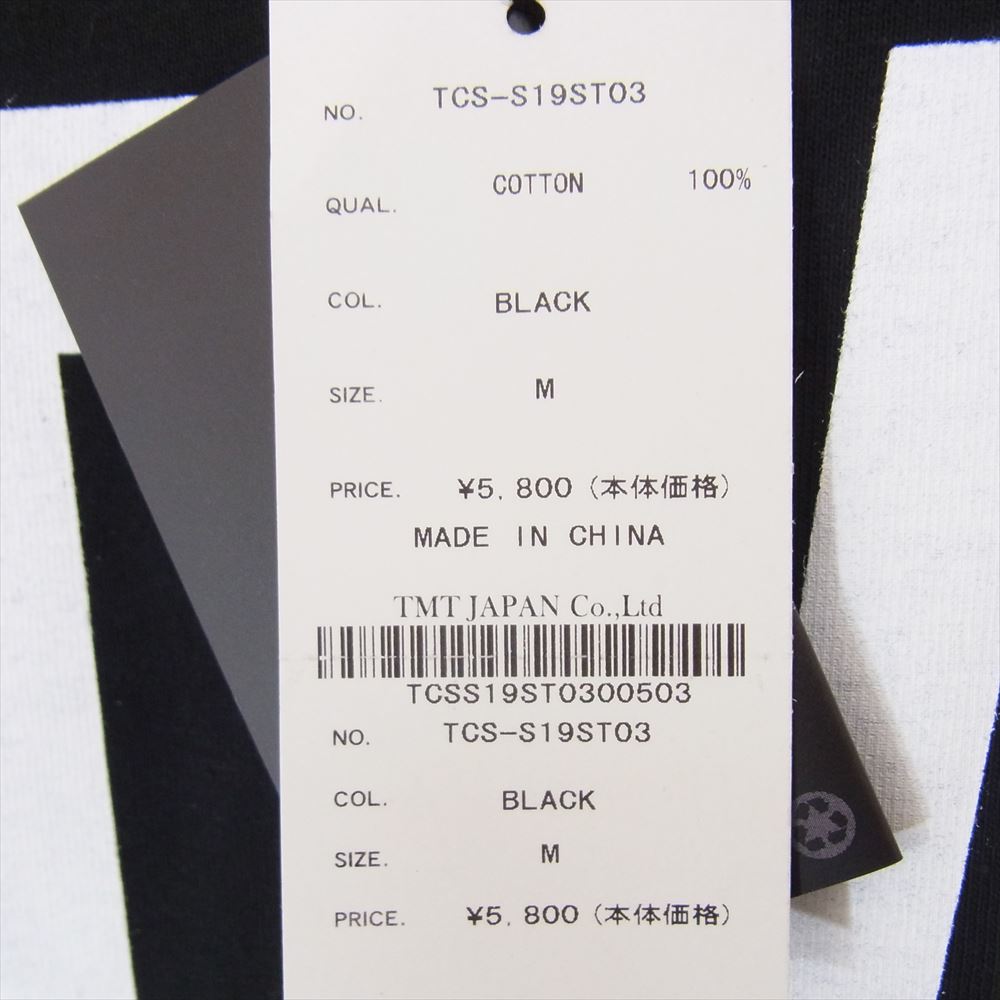 NO. TCS-S19ST03
QUAL. COTTON 100%
COL. BLACK
SIZE. M
PRICE. ¥5,800 (本体価格)
MADE IN CHINA
TMT JAPAN Co.,Ltd
TCSS19ST0300503
NO. TCS-S19ST03
COL. BLACK
SIZE. M
PRICE. ¥5,800 (本体価格)